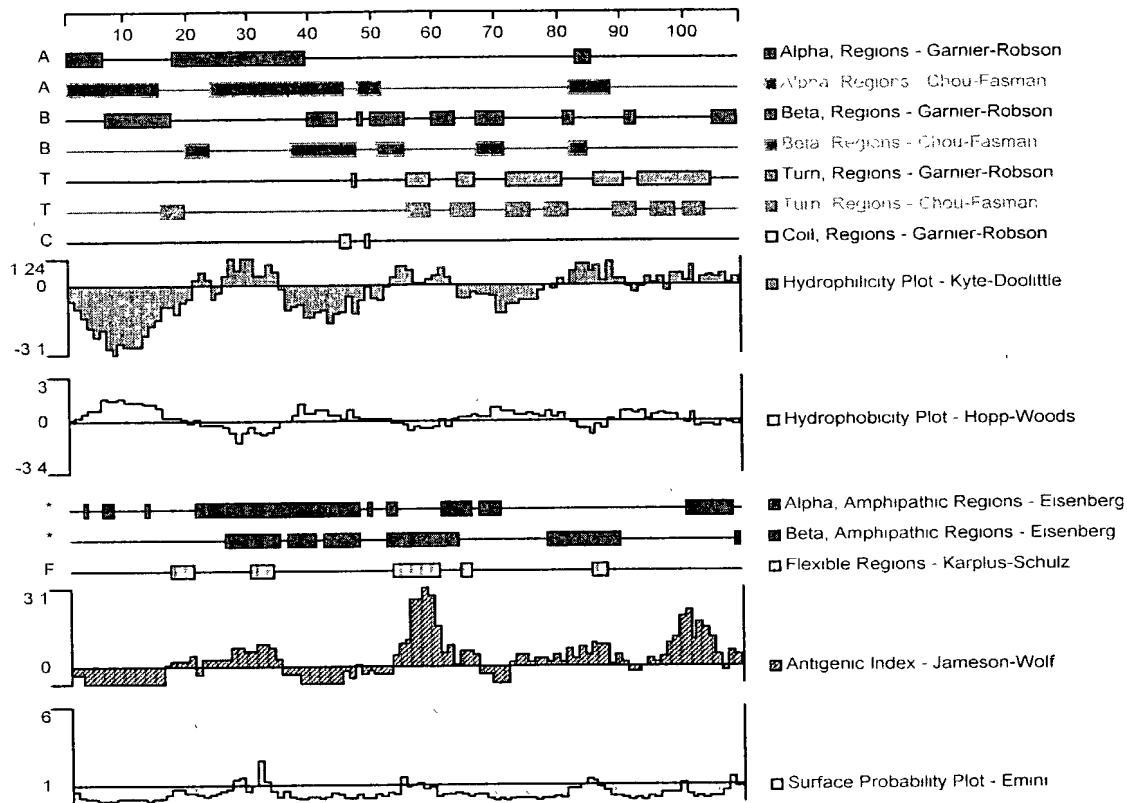 10 20 30 40 50 60 70 80 90 100
A Alpha, Regions - Garnier-Robson
A Alpha, Regions - Chou-Fasman
B Beta, Regions - Garnier-Robson
B Beta, Regions - Chou-Fasman
T Turn, Regions - Garnier-Robson
T Turn, Regions - Chou-Fasman
C Coil, Regions - Garnier-Robson
1 24
0 Hydrophilicity Plot - Kyte-Doolittle
-3 1
3
0 Hydrophobicity Plot - Hopp-Woods
-3 4
* Alpha, Amphipathic Regions - Eisenberg
* Beta, Amphipathic Regions - Eisenberg
F Flexible Regions - Karplus-Schulz
3 1
0 Antigenic Index - Jameson-Wolf
6
1 Surface Probability Plot - Emini